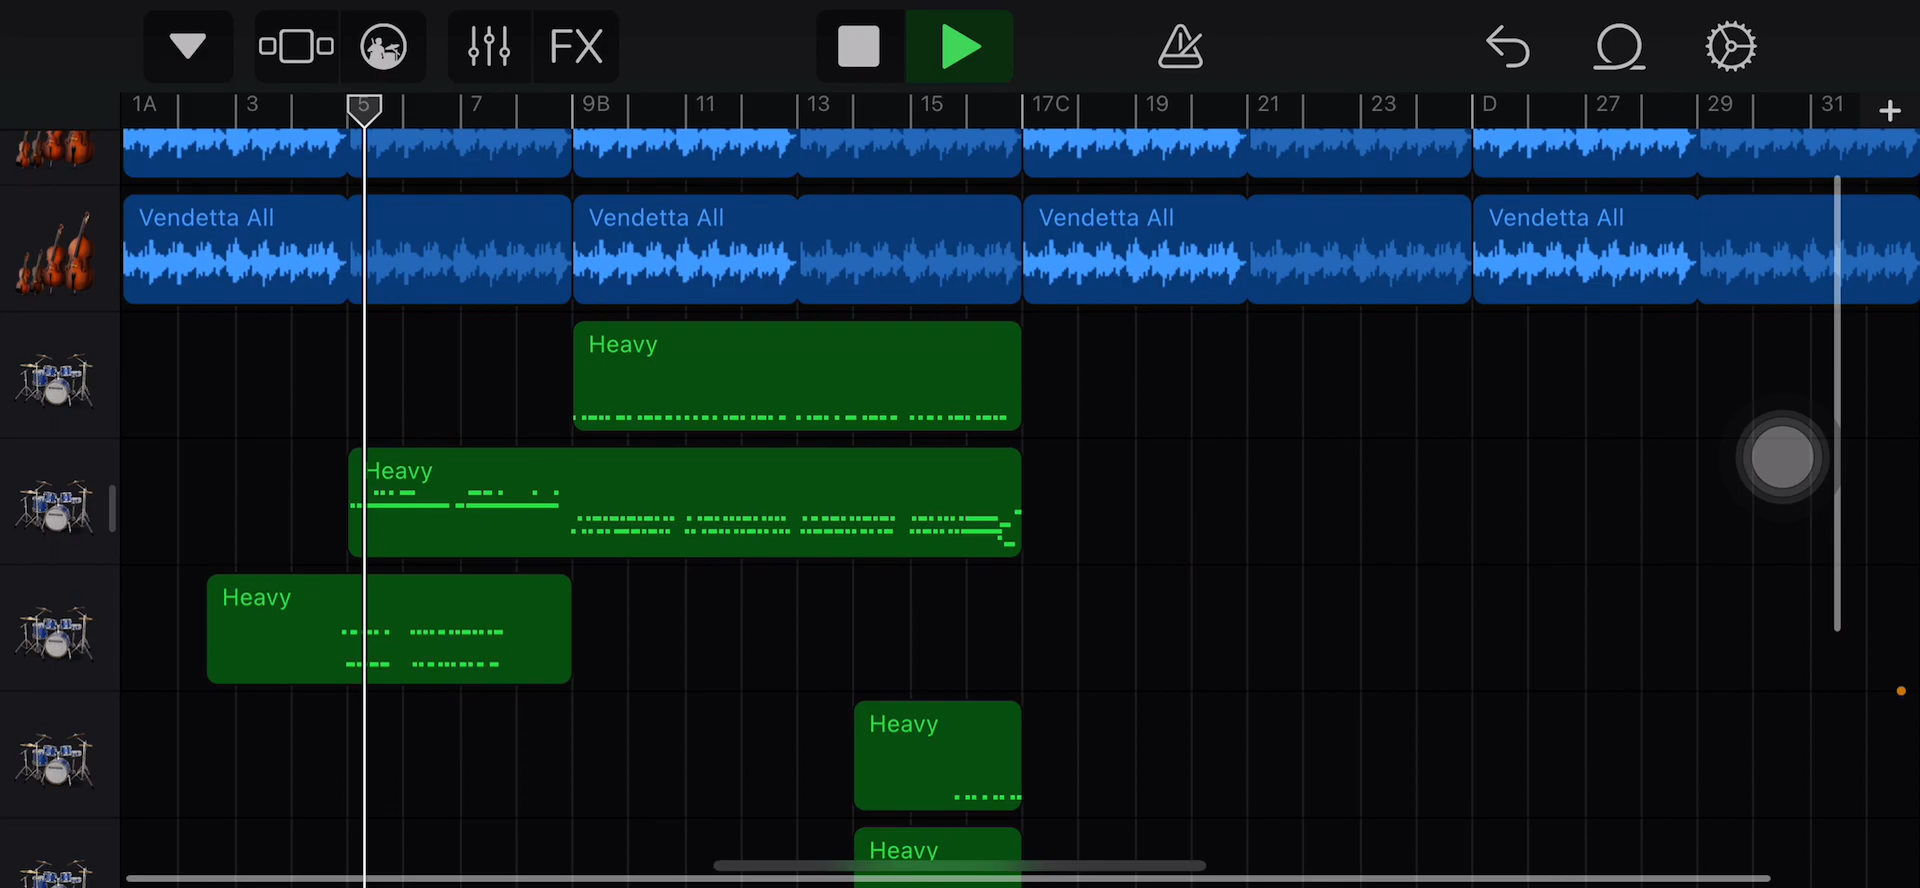 FX
1A 3 5 7 9B 11 13 15 17C 19 21 23 D 27 29 31 +
Vendetta All Vendetta All Vendetta All Vendetta All
Heavy
Heavy
Heavy
Heavy
Heavy